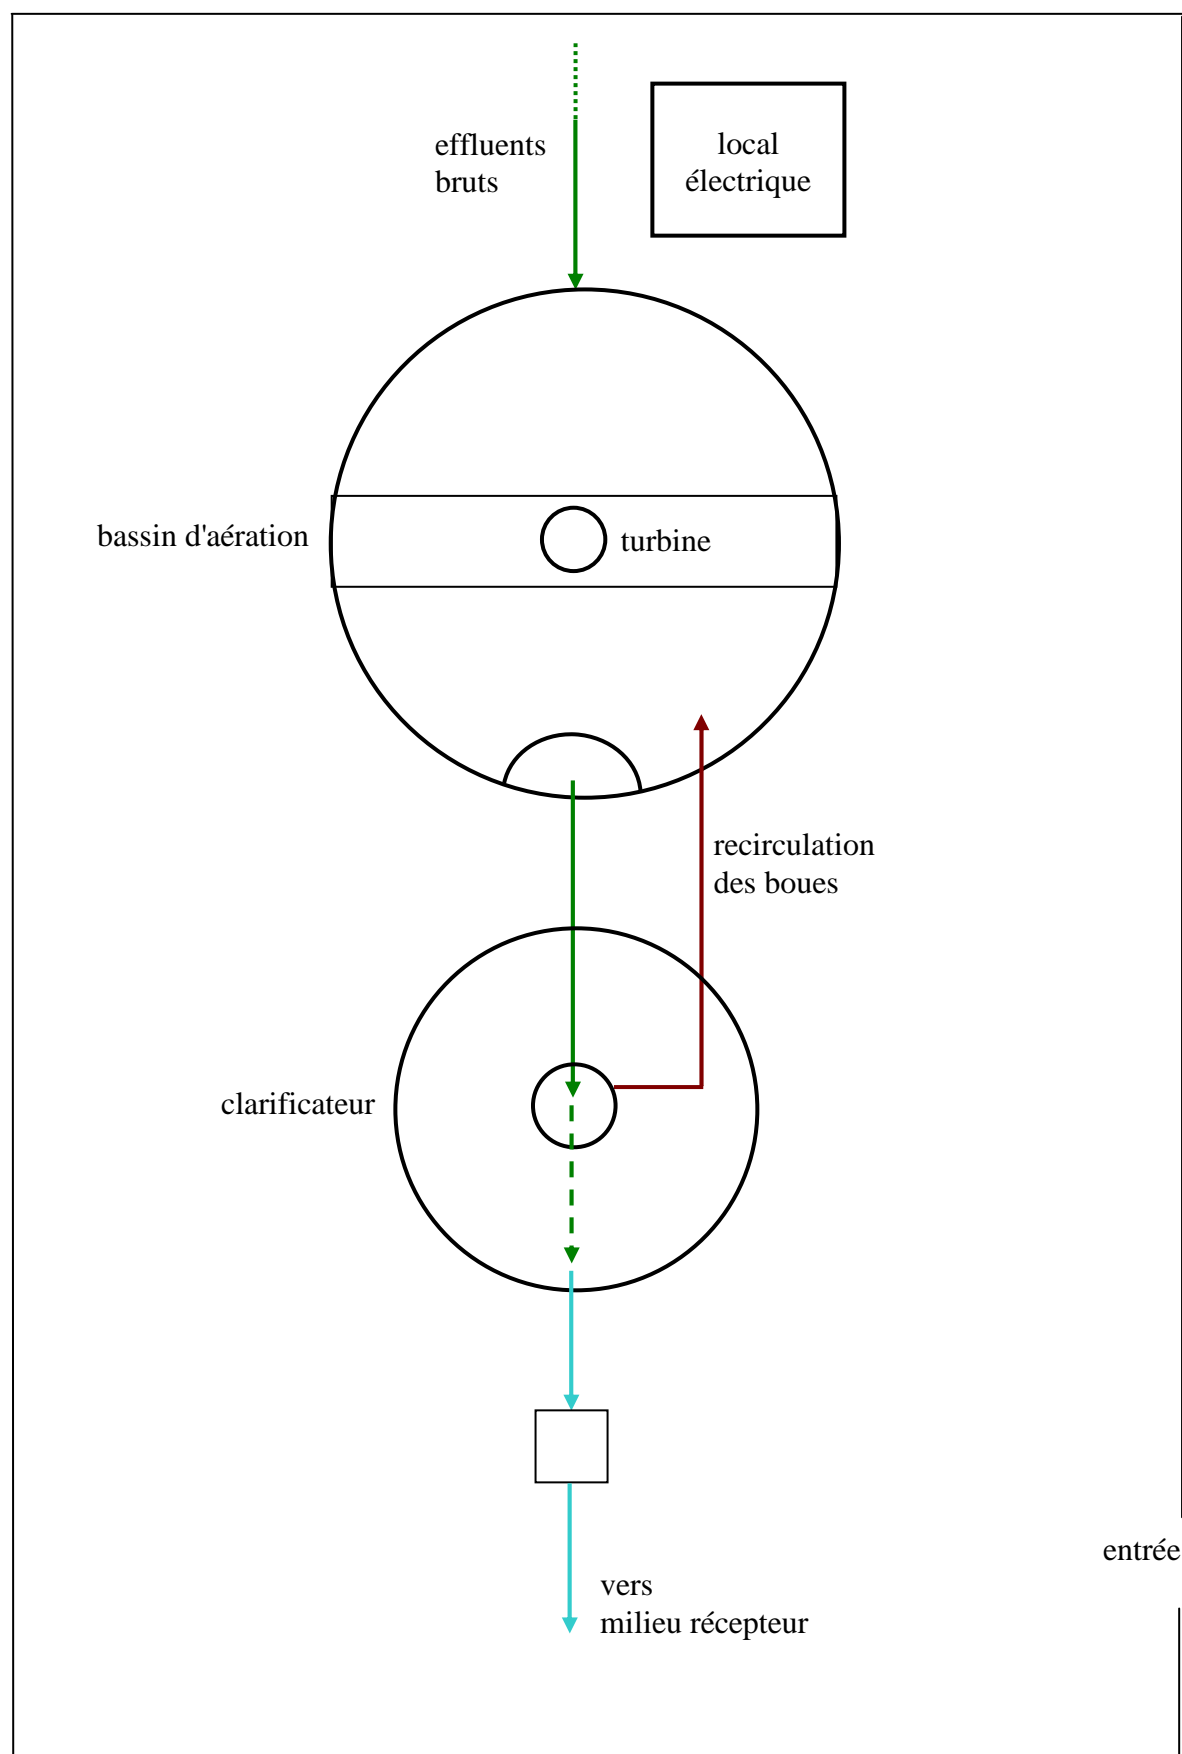 effluents
bruts
local
électrique
bassin d'aération
turbine
recirculation
des boues
clarificateur
entrée
vers
milieu récepteur